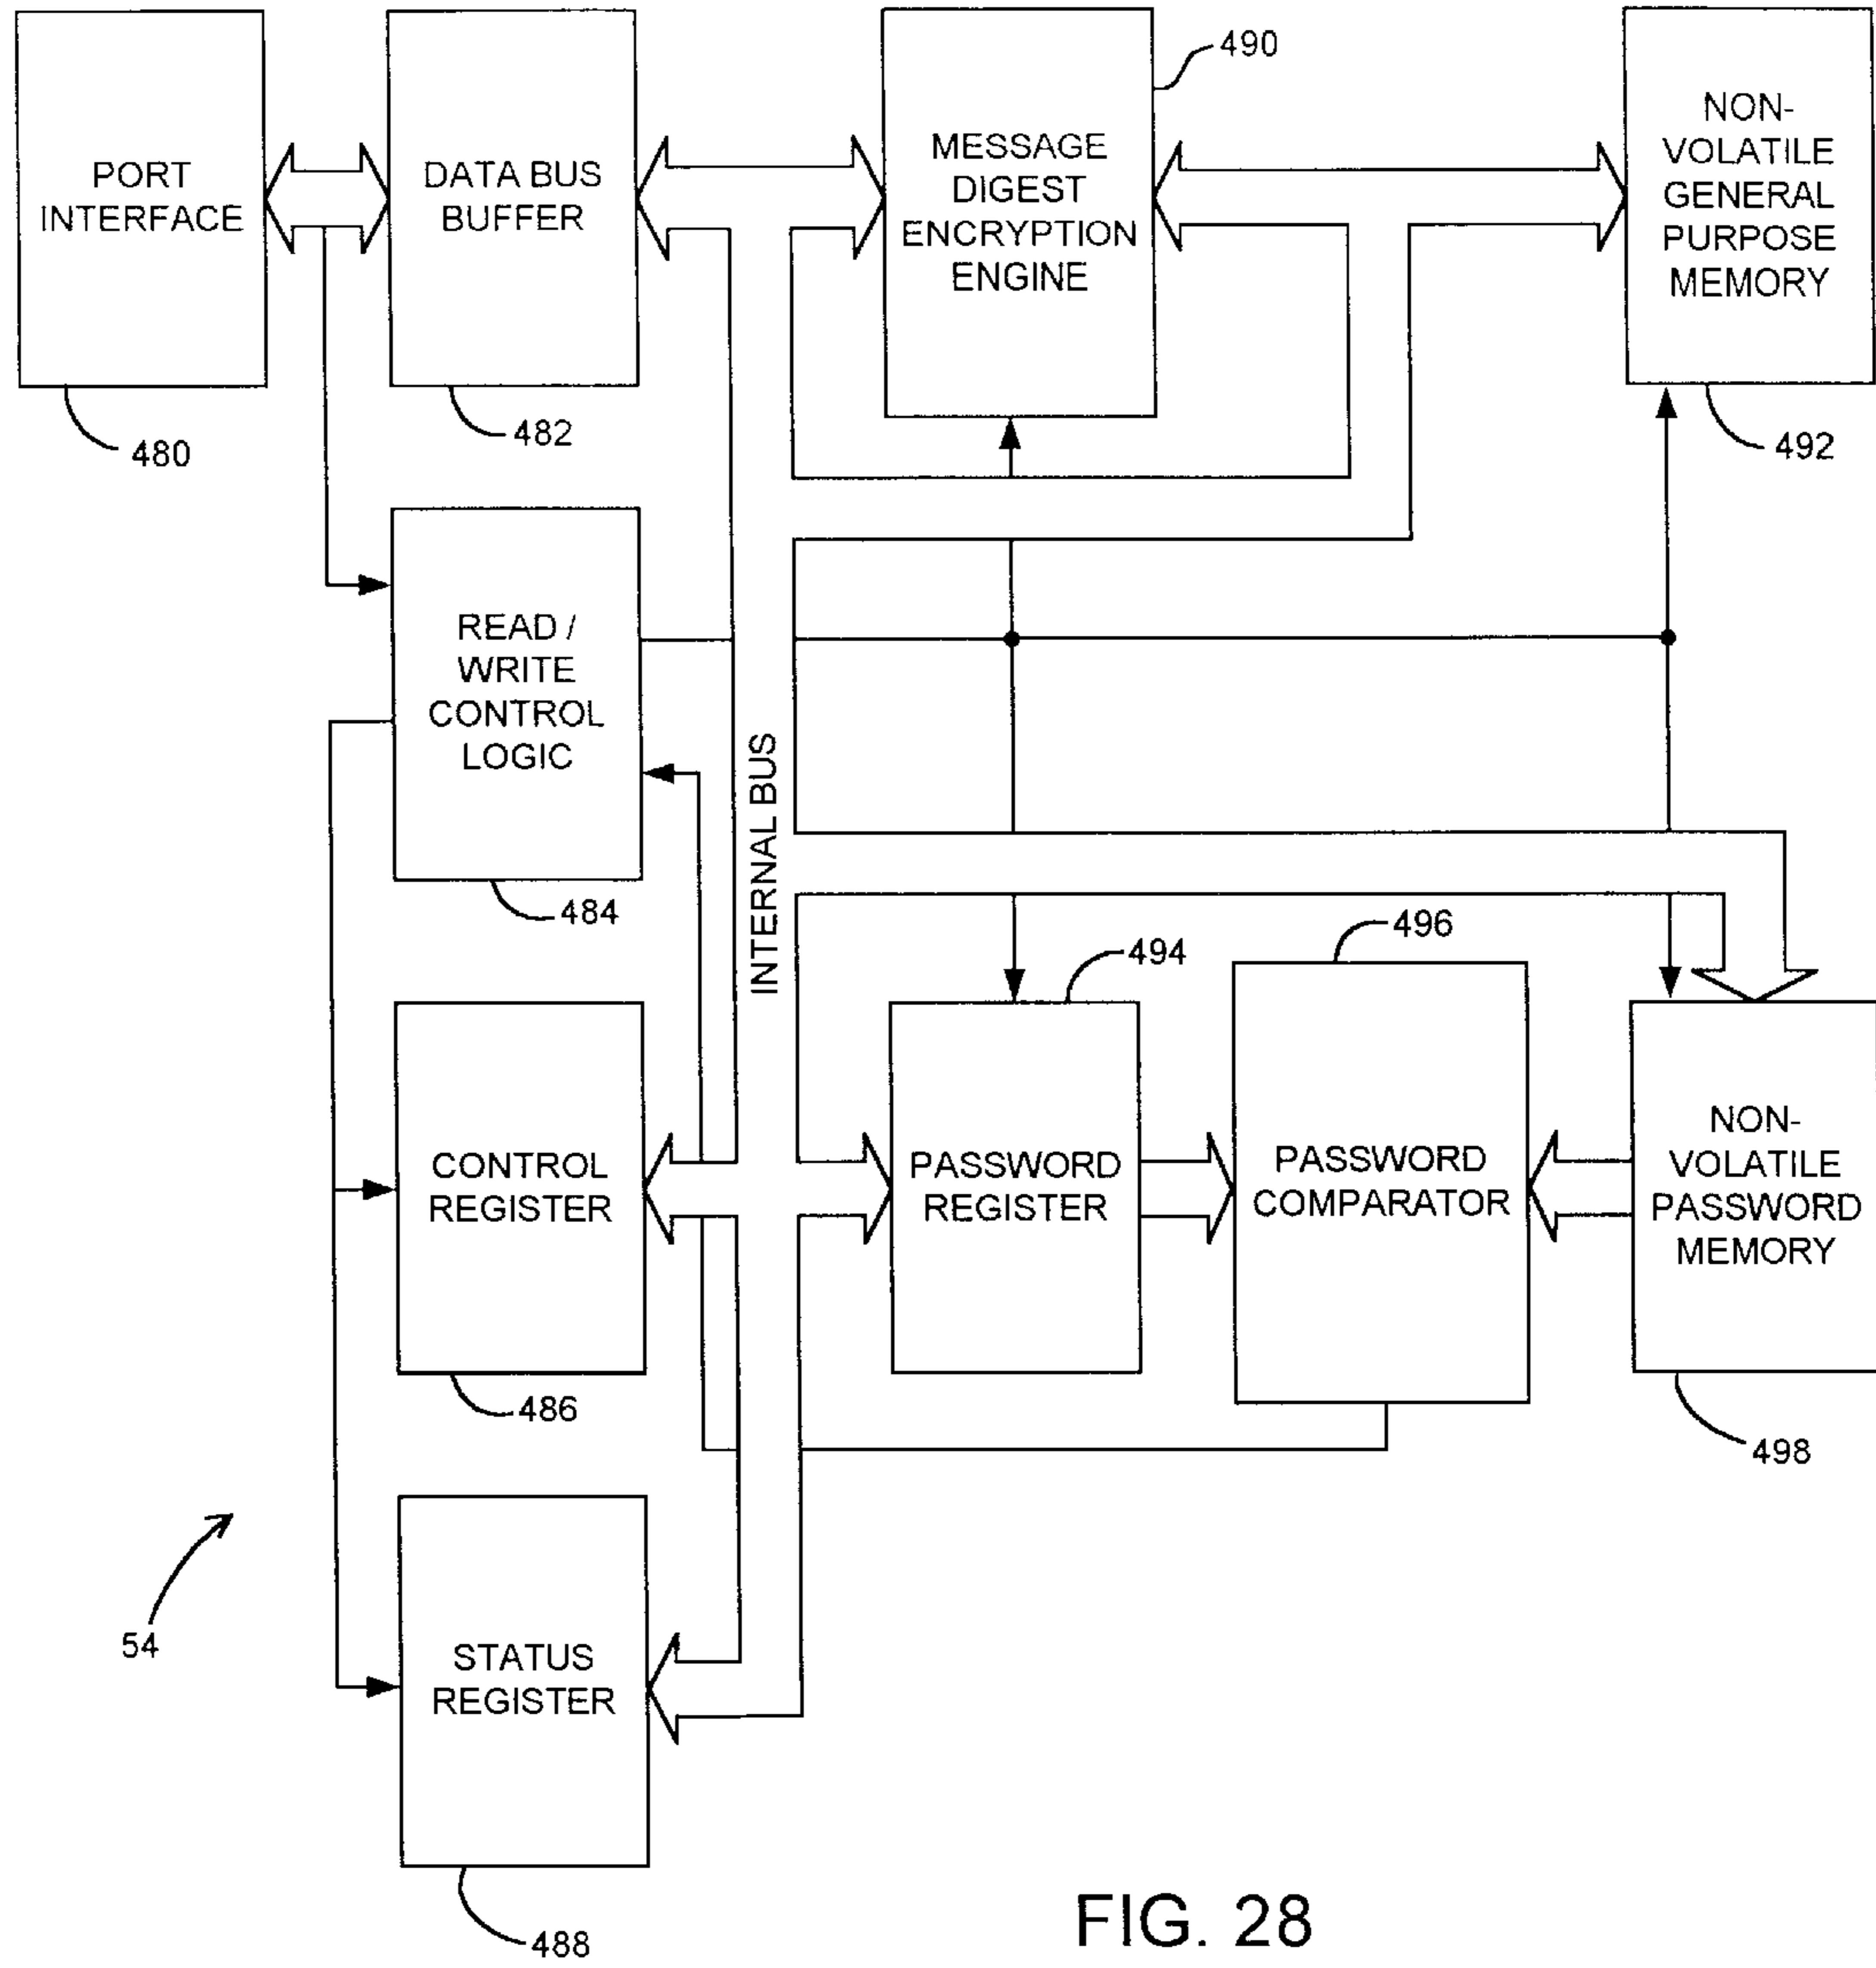 PORT
INTERFACE
480
DATA BUS
BUFFER
482
MESSAGE
DIGEST
ENCRYPTION
ENGINE
490
NON-
VOLATILE
GENERAL
PURPOSE
MEMORY
492
READ /
WRITE
CONTROL
LOGIC
484
INTERNAL BUS
CONTROL
REGISTER
486
PASSWORD
REGISTER
494
PASSWORD
COMPARATOR
496
NON-
VOLATILE
PASSWORD
MEMORY
498
STATUS
REGISTER
488
54
FIG. 28